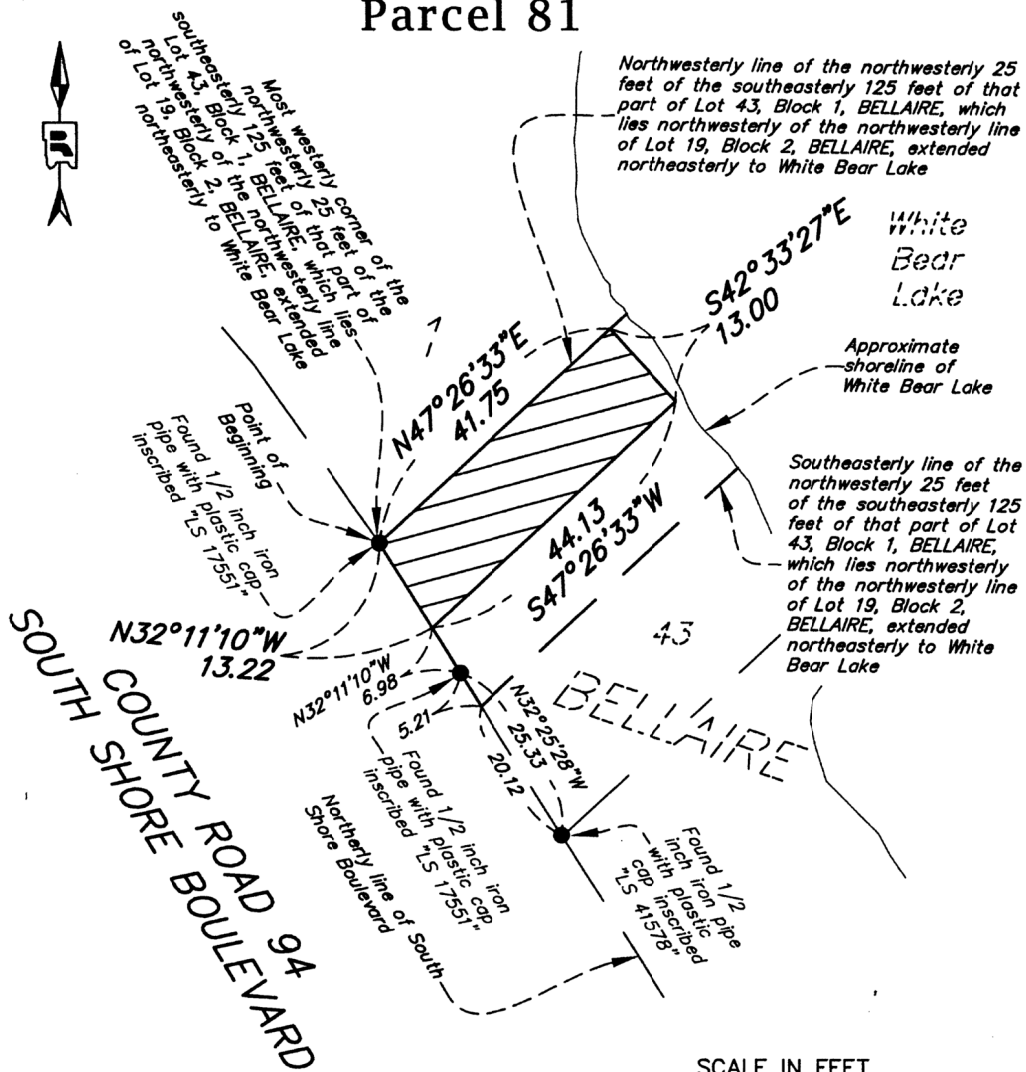 Parcel 81
Northwesterly line of the northwesterly 25
feet of the southeasterly 125 feet of that
part of Lot 43, Block 1, BELLAIRE, which
lies northwesterly of the northwesterly line
of Lot 19, Block 2, BELLAIRE, extended
northeasterly to White Bear Lake
Most westerly corner of the
northwesterly 25 feet of the
southeasterly 125 feet of that part of
Lot 43, Block 1, BELLAIRE, which lies
northwesterly of the northwesterly line
of Lot 19, Block 2, BELLAIRE, extended
northeasterly to White Bear Lake
White
Bear
Lake
S42°33'27"E
13.00
N47°26'33"E
41.75
Approximate
shoreline of
White Bear Lake
Point of
Beginning
Found 1/2 inch iron
pipe with plastic cap
inscribed "LS 17551"
44.13
S47°26'33"W
Southeasterly line of the
northwesterly 25 feet
of the southeasterly 125
feet of that part of Lot
43, Block 1, BELLAIRE,
which lies northwesterly
of the northwesterly line
of Lot 19, Block 2,
BELLAIRE, extended
northeasterly to White
Bear Lake
N32°11'10"W
13.22
43
N32°11'10"W
6.98
5.21
N32°25'28"W
25.33
20.12
BELLAIRE
Found 1/2 inch iron
pipe with plastic cap
inscribed "LS 17551"
Northerly line of South
Shore Boulevard
Found 1/2
inch iron pipe
with plastic
cap inscribed
"LS 41578"
COUNTY ROAD 94
SOUTH SHORE BOULEVARD
SCALE IN FEET